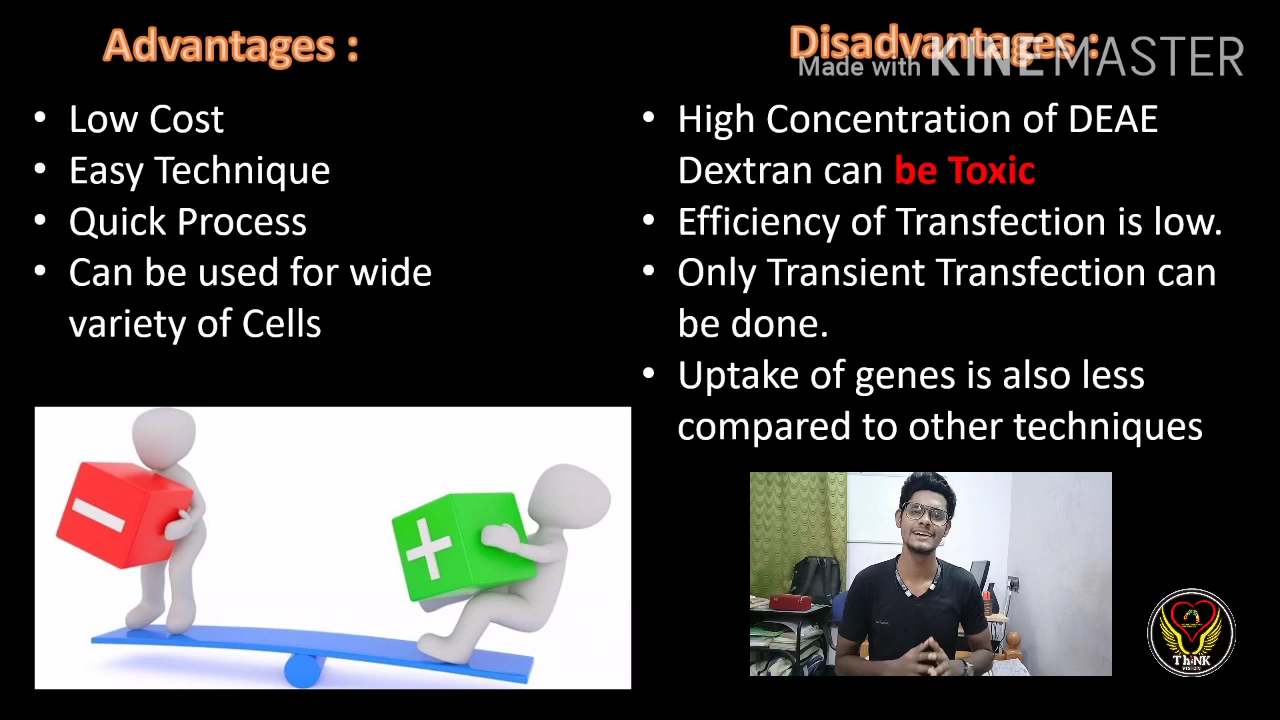 Advantages :
• Low Cost
• Easy Technique
• Quick Process
• Can be used for wide
variety of Cells
Disadvantages :
Made with KINEMASTER
• High Concentration of DEAE
Dextran can be Toxic
• Efficiency of Transfection is low.
• Only Transient Transfection can
be done.
• Uptake of genes is also less
compared to other techniques
ThiNK
VISION